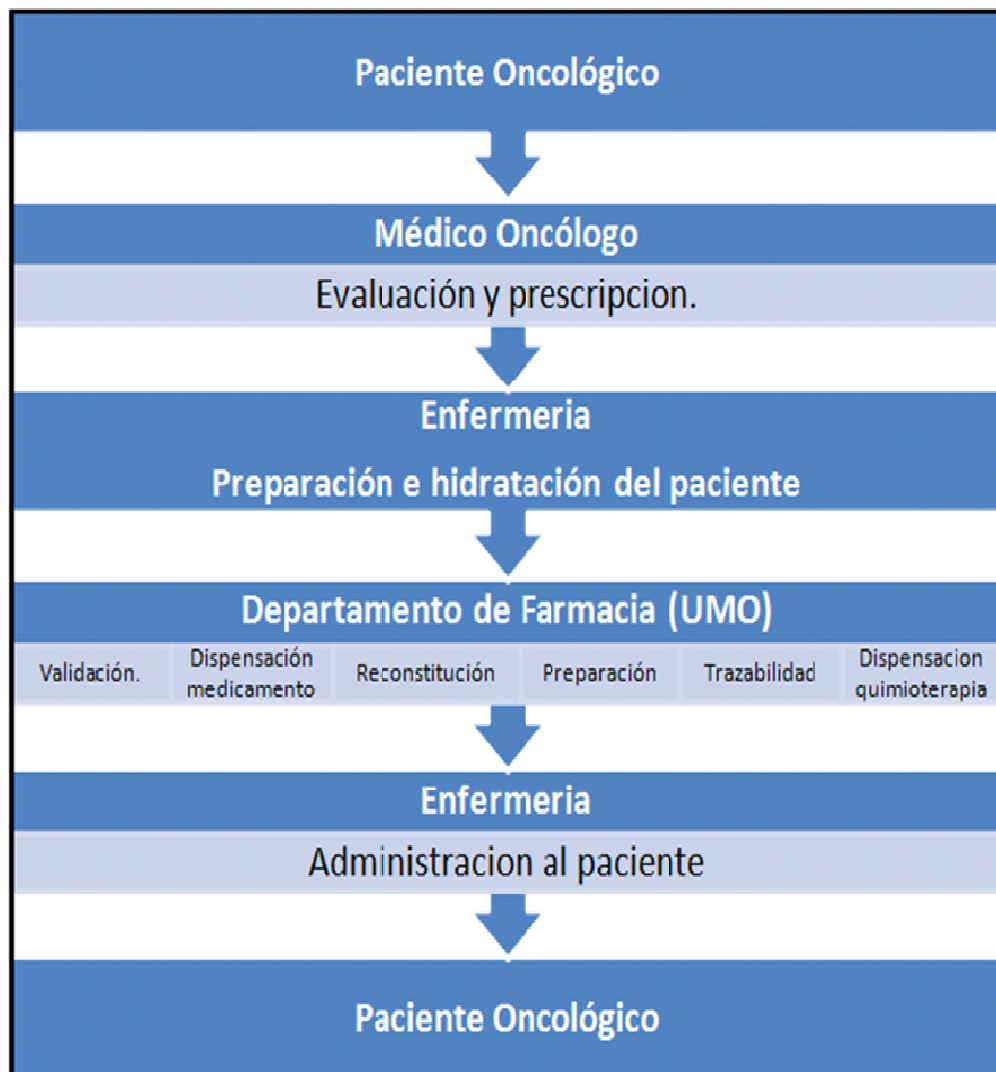 Paciente Oncológico
Médico Oncólogo
Evaluación y prescripcion.
Enfermeria
Preparación e hidratación del paciente
Departamento de Farmacia (UMO)
Validación.
Dispensación
medicamento
Reconstitución
Preparación
Trazabilidad
Dispensacion
quimioterapia
Enfermeria
Administracion al paciente
Paciente Oncológico